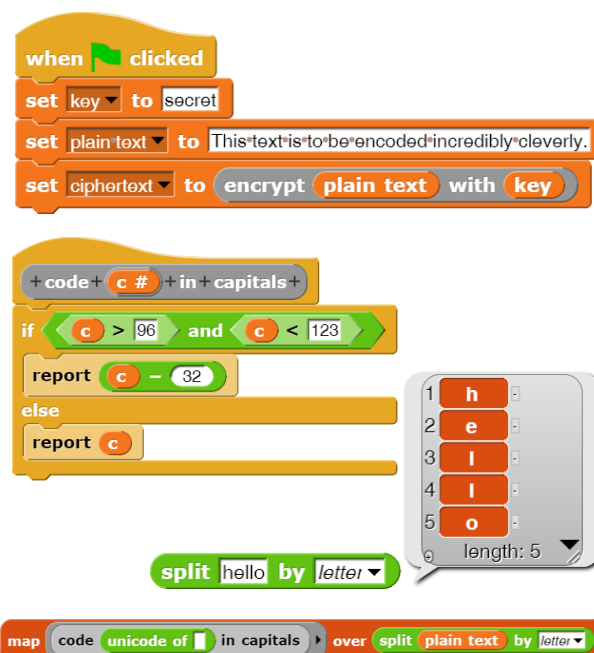 when clicked
set key to secret
set plain text to This text is to be encoded incredibly cleverly.
set ciphertext to encrypt plain text with key
+ code + c # + in + capitals +
if c > 96 and c < 123
report c - 32
else
report c
1 h
2 e
3 l
4 l
5 o
+ length: 5
split hello by letter
map code unicode of in capitals over split plain text by letter